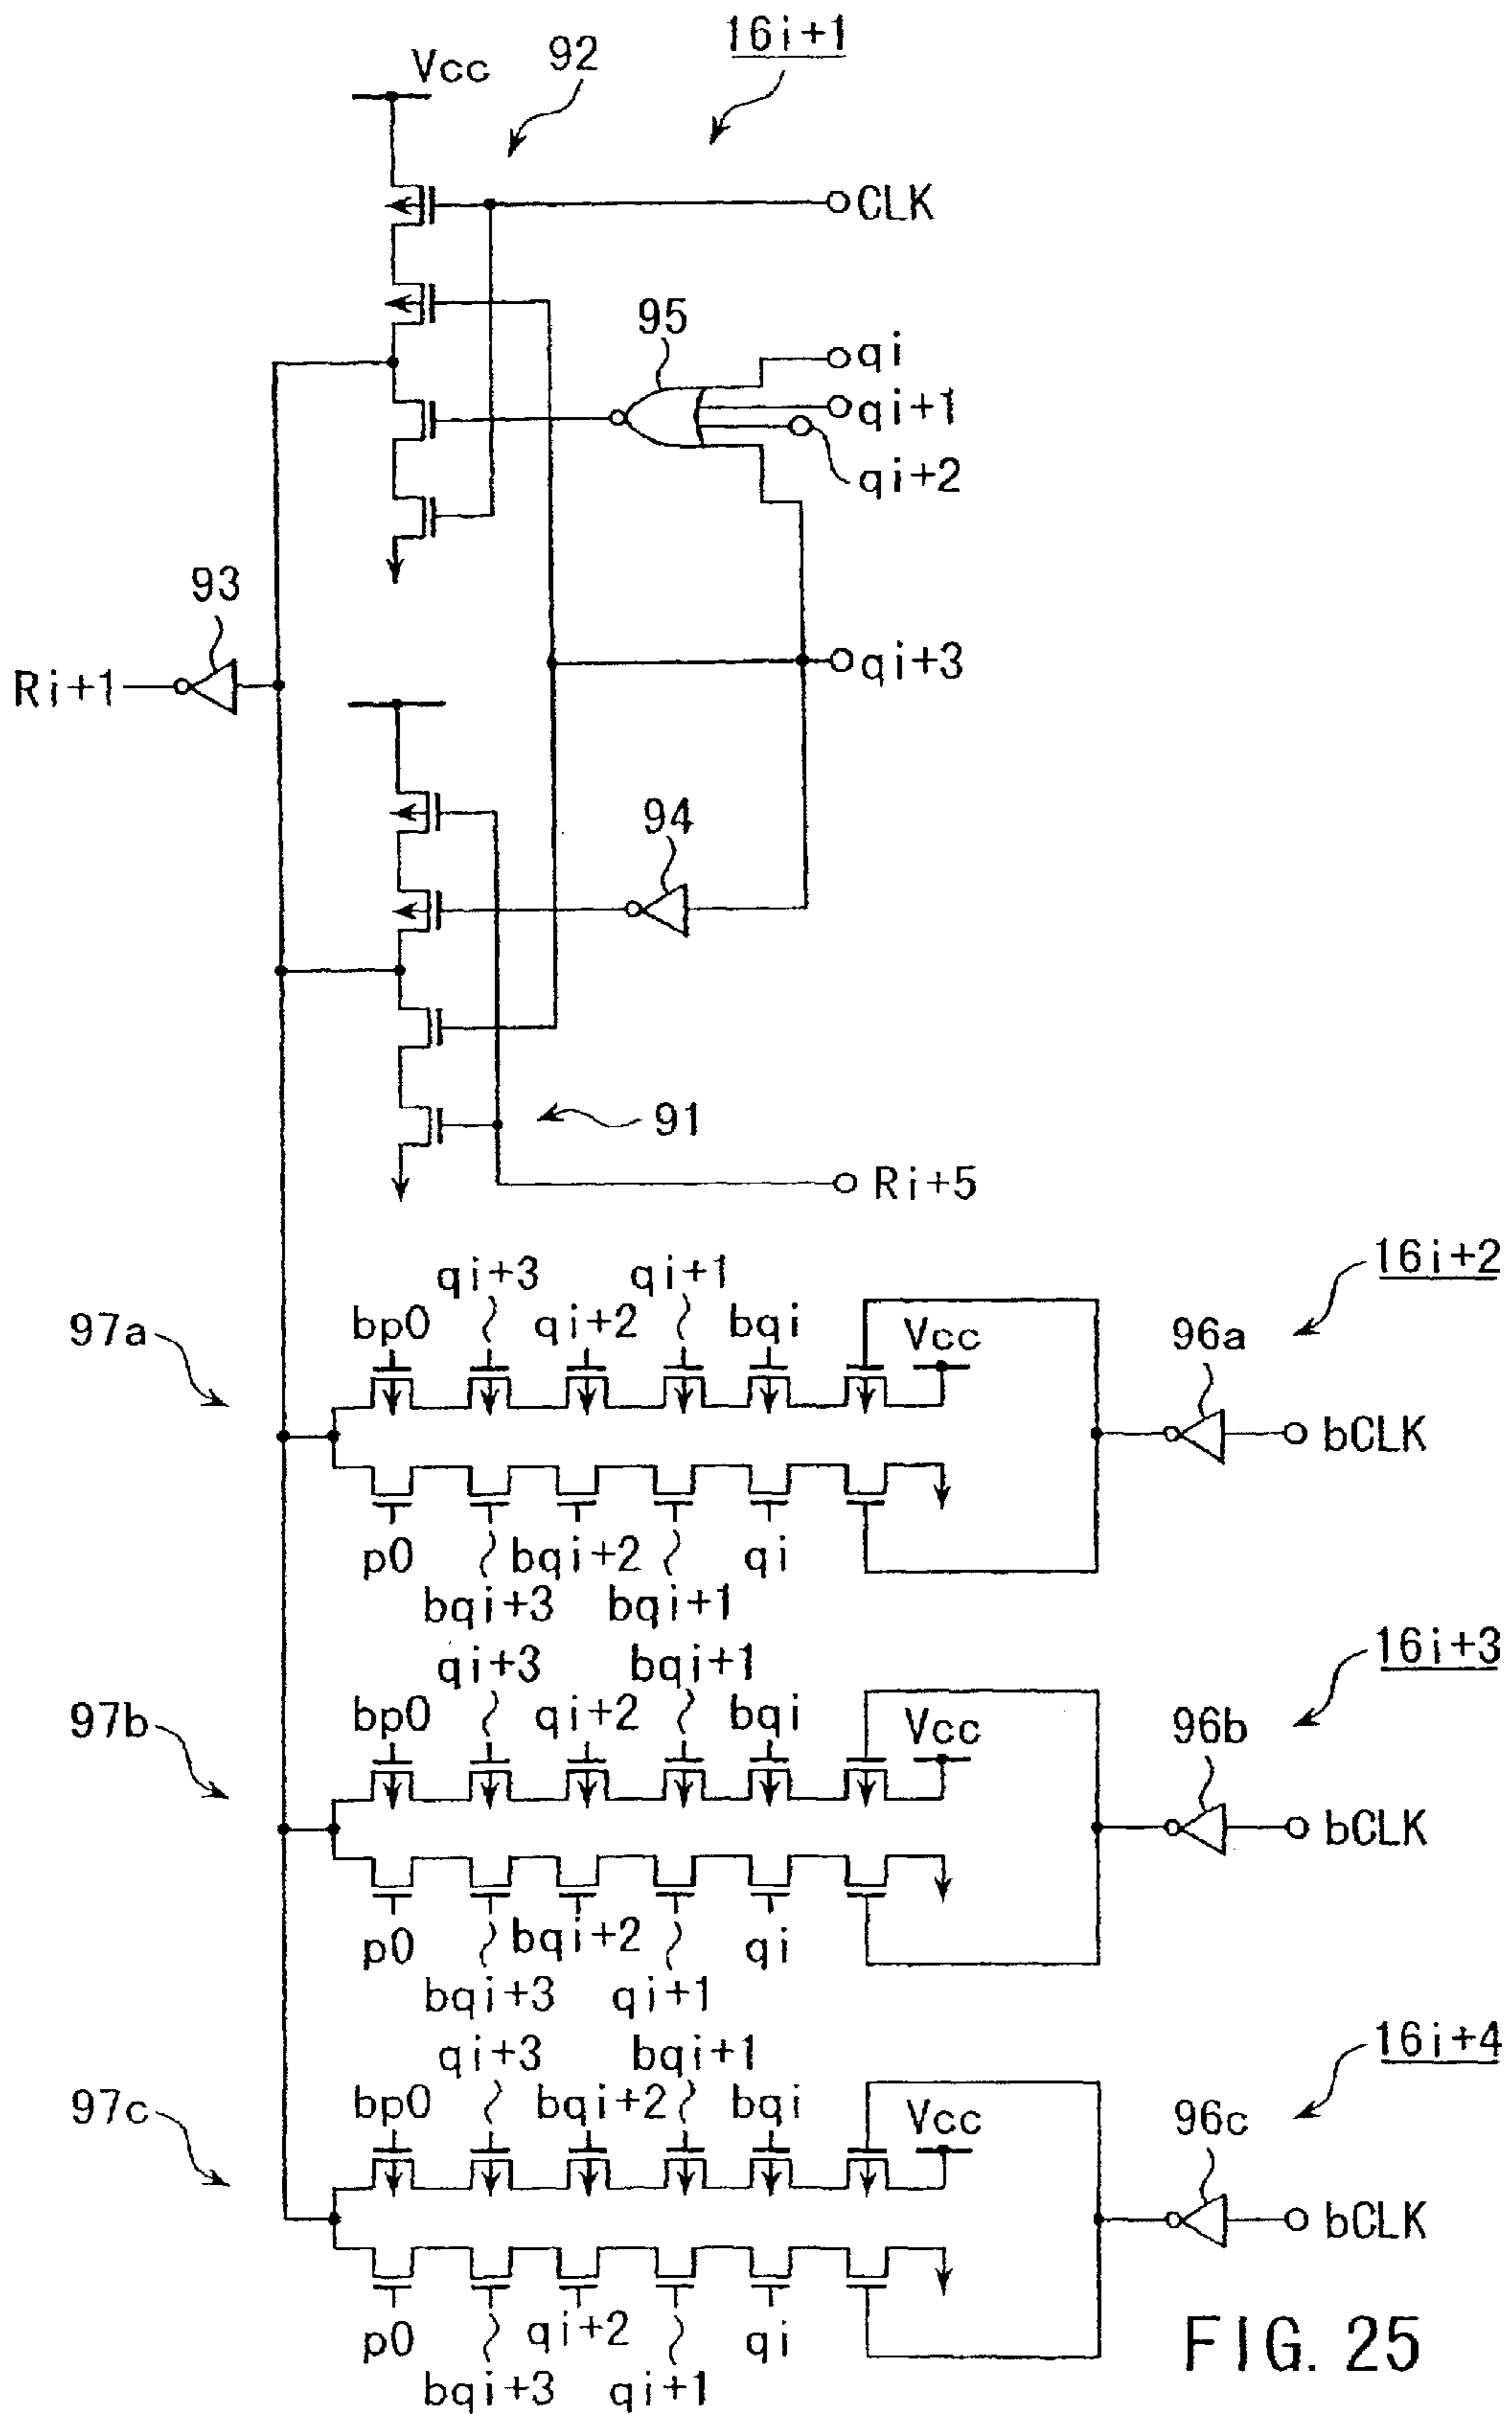 16i+1
92
Vcc
CLK
95
qi
qi+1
qi+2
93
qi+3
Ri+1
94
91
Ri+5
16i+2
qi+3 qi+1
97a bp0 qi+2 bqi Vcc 96a
bCLK
p0 bqi+2 qi
bqi+3 bqi+1
16i+3
qi+3 bqi+1
97b bp0 qi+2 bqi Vcc 96b
bCLK
p0 bqi+2 qi
bqi+3 qi+1
16i+4
qi+3 bqi+1
97c bp0 bqi+2 bqi Vcc 96c
bCLK
p0 qi+2 qi
bqi+3 qi+1
FIG. 25